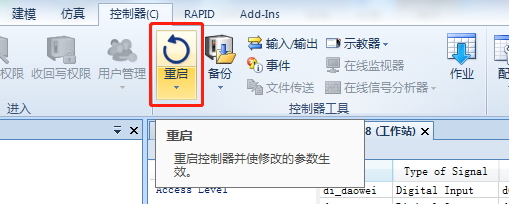 建模 仿真 控制器(C) RAPID Add-Ins
写权限 收回写权限 用户管理 重启 备份 输入/输出 示教器 作业
事件 在线监视器
文件传送 在线信号分析器
进入 控制器工具
重启 8 (工作站) X
重启控制器并使修改的参数生
效。
Type of Signal
Access Level di_daowei Digital Input